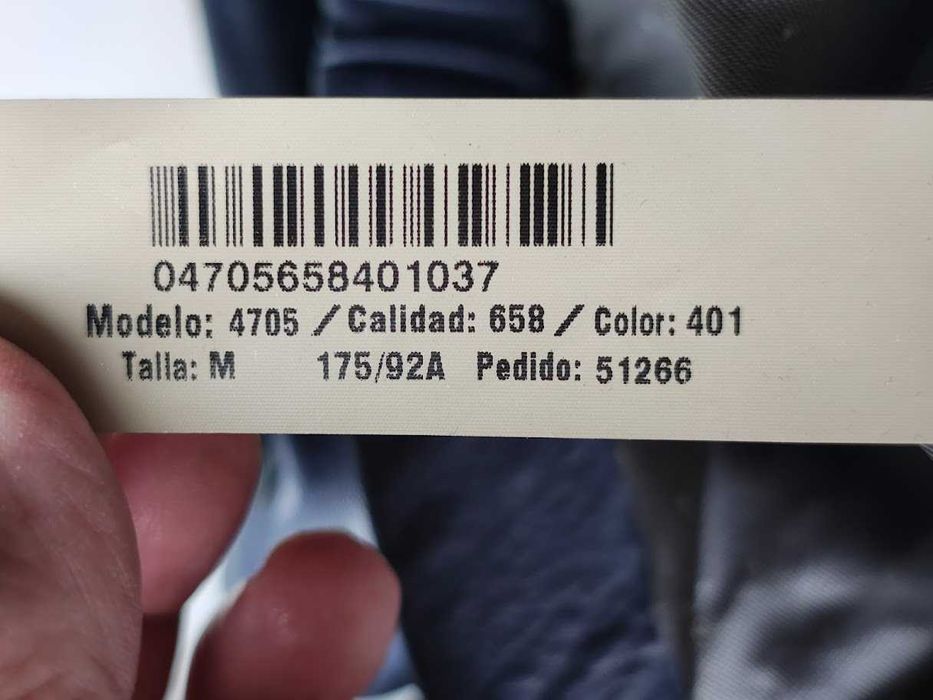 04705658401037
Modelo: 4705 / Calidad: 658 / Color: 401
Talla: M 175/92A Pedido: 51266